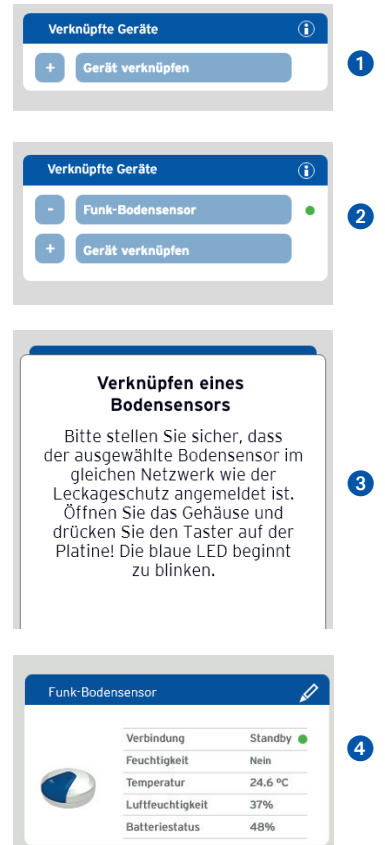 Verknüpfte Geräte
+ Gerät verknüpfen
1
Verknüpfte Geräte
- Funk-Bodensensor
+ Gerät verknüpfen
2
Verknüpfen eines
Bodensensors
Bitte stellen Sie sicher, dass
der ausgewählte Bodensensor im
gleichen Netzwerk wie der
Leckageschutz angemeldet ist.
Öffnen Sie das Gehäuse und
drücken Sie den Taster auf der
Platine! Die blaue LED beginnt
zu blinken.
3
Funk-Bodensensor
Verbindung Standby
Feuchtigkeit Nein
Temperatur 24.6 ºC
Luftfeuchtigkeit 37%
Batteriestatus 48%
4